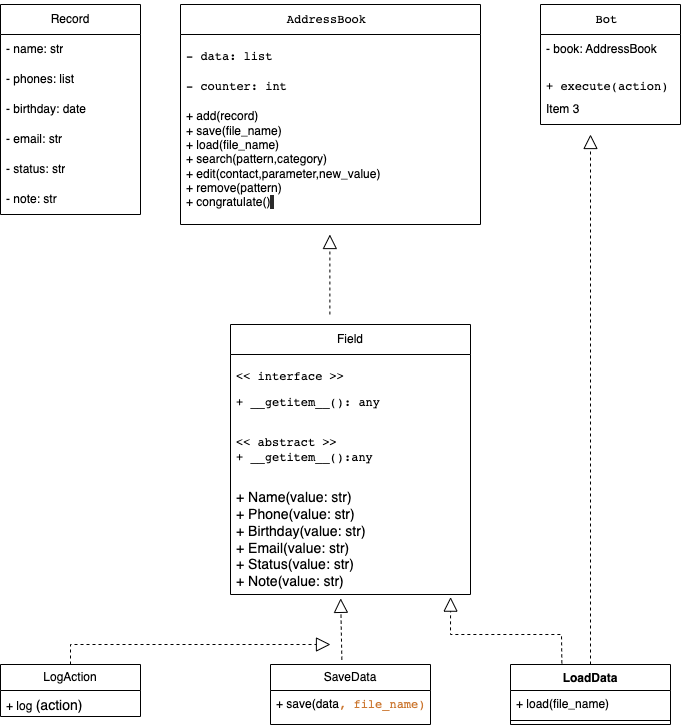 Record
- name: str
- phones: list
- birthday: date
- email: str
- status: str
- note: str
AddressBook
- data: list
- counter: int
+ add(record)
+ save(file_name)
+ load(file_name)
+ search(pattern,category)
+ edit(contact,parameter,new_value)
+ remove(pattern)
+ congratulate()
Bot
- book: AddressBook
+ execute(action)
Item 3
Field
<< interface >>
+ __getitem__(): any
<< abstract >>
+ __getitem__():any
+ Name(value: str)
+ Phone(value: str)
+ Birthday(value: str)
+ Email(value: str)
+ Status(value: str)
+ Note(value: str)
LogAction
+ log (action)
SaveData
+ save(data, file_name)
LoadData
+ load(file_name)